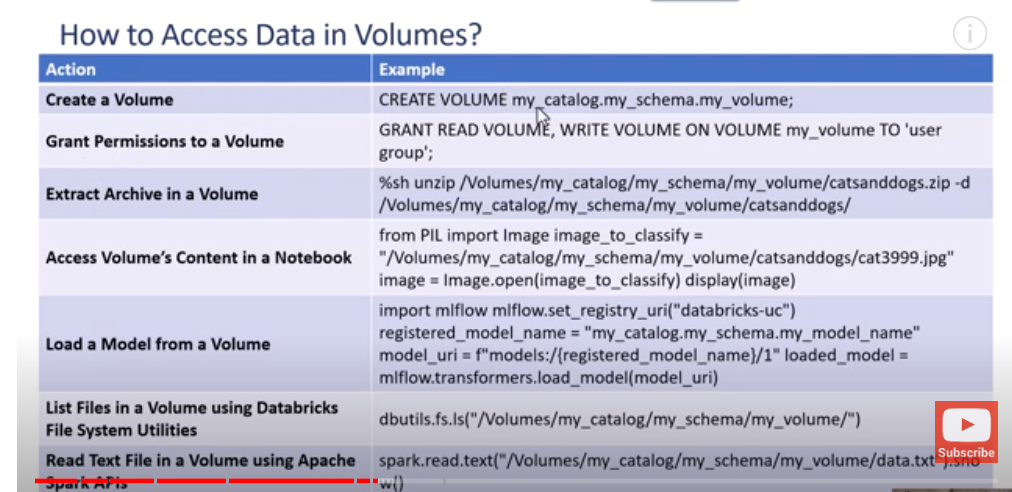 How to Access Data in Volumes?
i
Action
Example
Create a Volume
CREATE VOLUME my_catalog.my_schema.my_volume;
Grant Permissions to a Volume
GRANT READ VOLUME, WRITE VOLUME ON VOLUME my_volume TO 'user
group';
Extract Archive in a Volume
%sh unzip /Volumes/my_catalog/my_schema/my_volume/catsanddogs.zip -d
/Volumes/my_catalog/my_schema/my_volume/catsanddogs/
Access Volume's Content in a Notebook
from PIL import Image image_to_classify =
"/Volumes/my_catalog/my_schema/my_volume/catsanddogs/cat3999.jpg"
image = Image.open(image_to_classify) display(image)
Load a Model from a Volume
import mlflow mlflow.set_registry_uri("databricks-uc")
registered_model_name = "my_catalog.my_schema.my_model_name"
model_uri = f"models:/{registered_model_name}/1" loaded_model =
mlflow.transformers.load_model(model_uri)
List Files in a Volume using Databricks
File System Utilities
dbutils.fs.ls("/Volumes/my_catalog/my_schema/my_volume/")
Read Text File in a Volume using Apache
Spark APIs
spark.read.text("/Volumes/my_catalog/my_schema/my_volume/data.txt").sho
w()
Subscribe